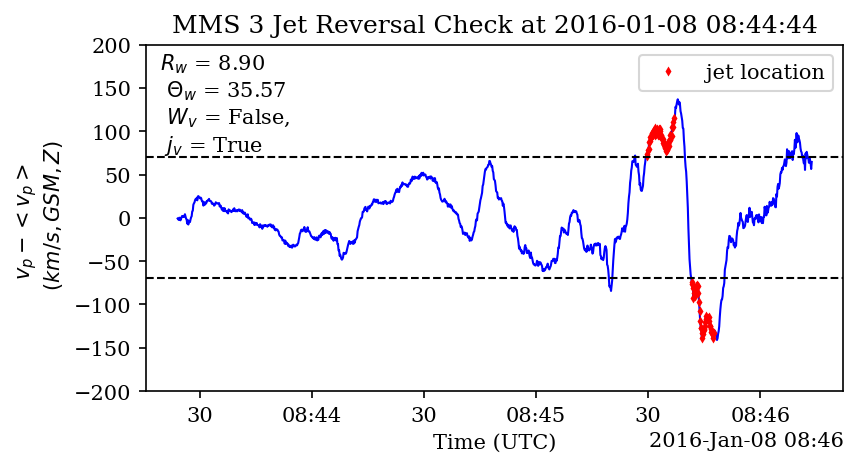 MMS 3 Jet Reversal Check at 2016-01-08 08:44:44
R_w = 8.90
Θ_w = 35.57
W_v = False,
j_v = True
jet location
v_p − <v_p>
(km/s, GSM, Z)
200
150
100
50
0
−50
−100
−150
−200
30
08:44
30
08:45
30
08:46
Time (UTC)
2016-Jan-08 08:46